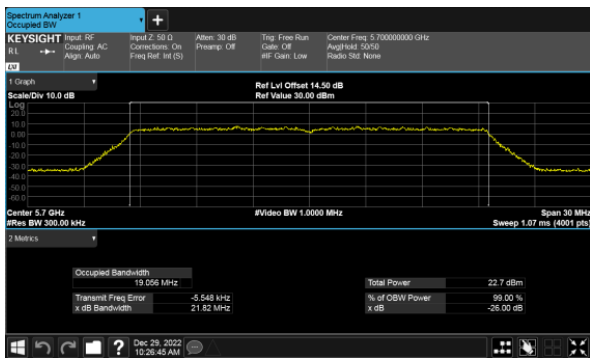 Spectrum Analyzer 1
Occupied BW
+
KEYSIGHT Input: RF Input Z: 50 Ω Atten: 30 dB Trig: Free Run Center Freq: 5.700000000 GHz
RL Coupling: AC Corrections: On Preamp: Off Gate: Off Avg|Hold: 50/50
Align: Auto Freq Ref: Int (S) #IF Gain: Low Radio Std: None
LXI
1 Graph Ref Lvl Offset 14.50 dB
Scale/Div 10.0 dB Ref Value 30.00 dBm
Log
20.0
10.0
0.00
-10.0
-20.0
-30.0
-40.0
-50.0
-60.0
Center 5.7 GHz #Video BW 1.0000 MHz Span 30 MHz
#Res BW 300.00 kHz Sweep 1.07 ms (4001 pts)
2 Metrics
Occupied Bandwidth
19.056 MHz Total Power 22.7 dBm
Transmit Freq Error -5.548 kHz % of OBW Power 99.00 %
x dB Bandwidth 21.82 MHz x dB -26.00 dB
? Dec 29, 2022
10:26:45 AM